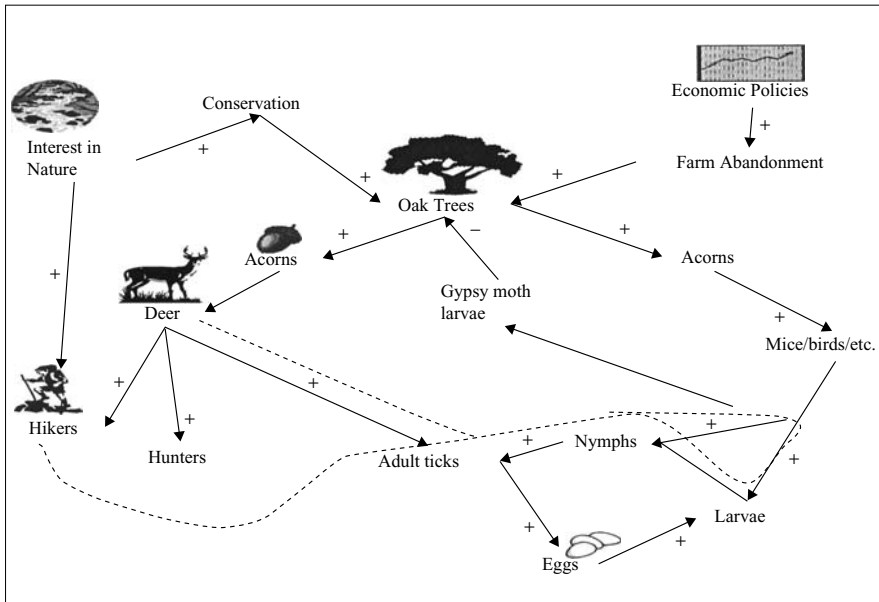 Economic Policies
Conservation
+
Interest in
Nature
+
Farm Abandonment
+
+
Oak Trees
+
−
+
Acorns
Acorns
+
Gypsy moth
larvae
Deer
+
Mice/birds/etc.
+
+
Hikers
+
+
Hunters
Adult ticks
+
Nymphs
+
Larvae
+
+
Eggs